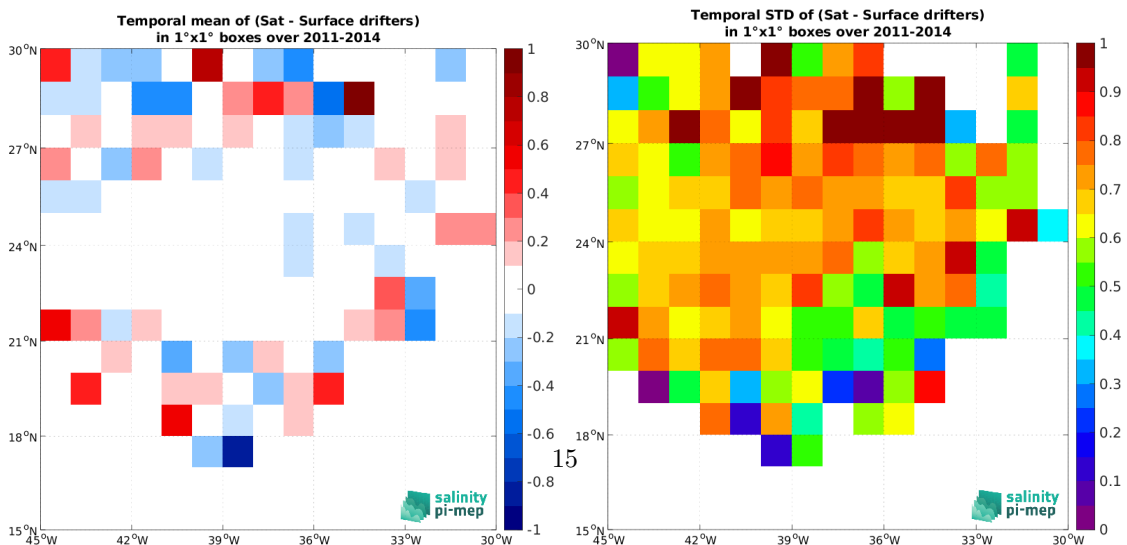 Temporal mean of (Sat - Surface drifters)
in 1°x1° boxes over 2011-2014
30°N
27°N
24°N
21°N
18°N
15°N
45°W
42°W
39°W
36°W
33°W
30°W
1
0.8
0.6
0.4
0.2
0
-0.2
-0.4
-0.6
-0.8
-1
salinity
pi-mep
15
Temporal STD of (Sat - Surface drifters)
in 1°x1° boxes over 2011-2014
30°N
27°N
24°N
21°N
18°N
15°N
45°W
42°W
39°W
36°W
33°W
30°W
1
0.9
0.8
0.7
0.6
0.5
0.4
0.3
0.2
0.1
0
salinity
pi-mep